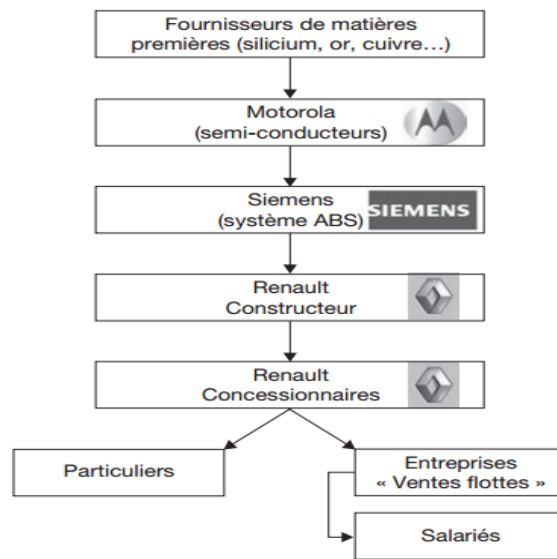 Fournisseurs de matières
premières (silicium, or, cuivre…)
Motorola
(semi-conducteurs)
Siemens
(système ABS)
SIEMENS
Renault
Constructeur
Renault
Concessionnaires
Particuliers
Entreprises
« Ventes flottes »
Salariés